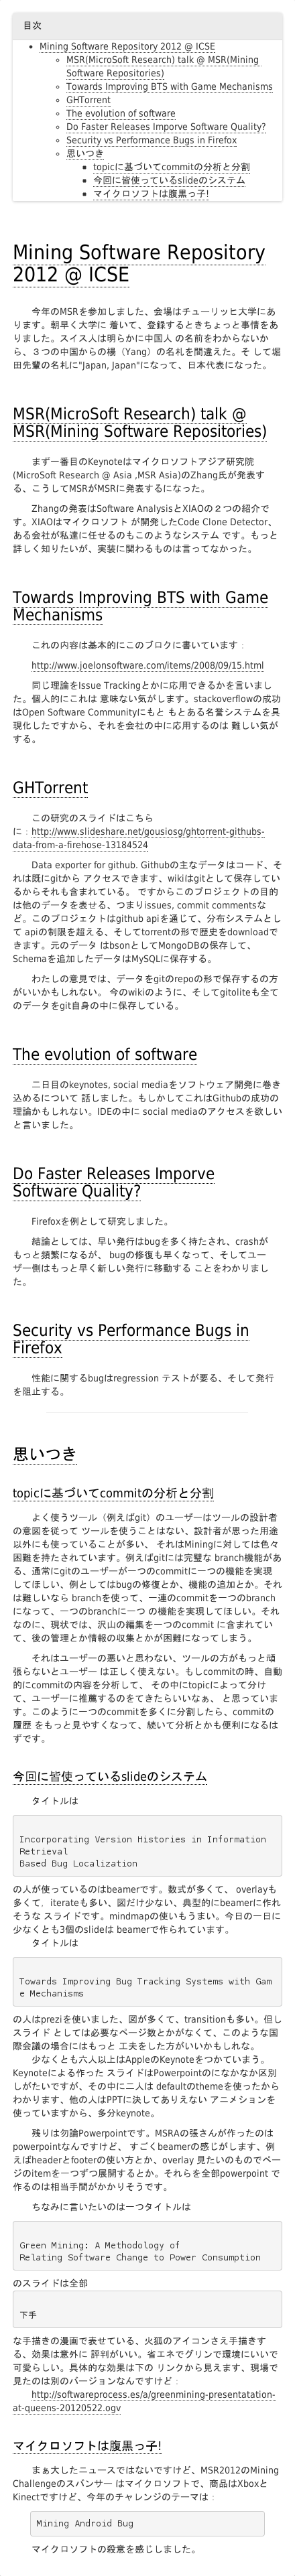 目次
Mining Software Repository 2012 @ ICSE
MSR(MicroSoft Research) talk @ MSR(Mining
Software Repositories)
Towards Improving BTS with Game Mechanisms
GHTorrent
The evolution of software
Do Faster Releases Imporve Software Quality?
Security vs Performance Bugs in Firefox
思いつき
topicに基づいてcommitの分析と分割
今回に皆使っているslideのシステム
マイクロソフトは腹黒っ子!
Mining Software Repository
2012 @ ICSE
今年のMSRを参加しました、会場はチューリッヒ大学にあ
ります。朝早く大学に 着いて、登録するときちょっと事情をあ
りました。スイス人は明らかに中国人 の名前をわからないか
ら、３つの中国からの楊（Yang）の名札を間違えた。そ して堀
田先輩の名札に"Japan, Japan"になって、日本代表になった。
MSR(MicroSoft Research) talk @
MSR(Mining Software Repositories)
まず一番目のKeynoteはマイクロソフトアジア研究院
(MicroSoft Research @ Asia ,MSR Asia)のZhang氏が発表す
る、こうしてMSRがMSRに発表するになった。
Zhangの発表はSoftware AnalysisとXIAOの２つの紹介で
す。XIAOはマイクロソフト が開発したCode Clone Detector、
ある会社が私達に任せるのもこのようなシステム です。もっと
詳しく知りたいが、実装に関わるものは言ってなかった。
Towards Improving BTS with Game
Mechanisms
これの内容は基本的にこのブロクに書いています：
http://www.joelonsoftware.com/items/2008/09/15.html
同じ理論をIssue Trackingとかに応用できるかを言いまし
た。個人的にこれは 意味ない気がします。stackoverflowの成功
はOpen Software Communityにもと もとある名誉システムを具
現化したですから、それを会社の中に応用するのは 難しい気が
する。
GHTorrent
この研究のスライドはこちら
に：http://www.slideshare.net/gousiosg/ghtorrent-githubs-
data-from-a-firehose-13184524
Data exporter for github. Githubの主なデータはコード、そ
れは既にgitから アクセスできます、wikiはgitとして保存してい
るからそれも含まれている。 ですからこのプロジェクトの目的
は他のデータを表せる、つまりissues, commit commentsな
ど。このプロジェクトはgithub apiを通じて、分布システムとし
て apiの制限を超える、そしてtorrentの形で歴史をdownloadで
きます。元のデータ はbsonとしてMongoDBの保存して、
Schemaを追加したデータはMySQLに保存する。
わたしの意見では、データをgitのrepoの形で保存するの方
がいいかもしれない。 今のwikiのように、そしてgitoliteも全て
のデータをgit自身の中に保存している。
The evolution of software
二日目のkeynotes, social mediaをソフトウェア開発に巻き
込めるについて 話しました。もしかしてこれはGithubの成功の
理論かもしれない。IDEの中に social mediaのアクセスを欲しい
と言いました。
Do Faster Releases Imporve
Software Quality?
Firefoxを例として研究しました。
結論としては、早い発行はbugを多く持たされ、crashが
もっと頻繁になるが、 bugの修復も早くなって、そしてユー
ザー側はもっと早く新しい発行に移動する ことをわかりまし
た。
Security vs Performance Bugs in
Firefox
性能に関するbugはregression テストが要る、そして発行
を阻止する。
思いつき
topicに基づいてcommitの分析と分割
よく使うツール（例えばgit）のユーザーはツールの設計者
の意図を従って ツールを使うことはない、設計者が思った用途
以外にも使っていることが多い、 それはMiningに対しては色々
困難を持たされています。例えばgitには完璧な branch機能があ
る、通常にgitのユーザーが一つのcommitに一つの機能を実現
してほしい、例としてはbugの修復とか、機能の追加とか。それ
は難しいなら branchを使って、一連のcommitを一つのbranch
になって、一つのbranchに一つ の機能を実現してほしい。それ
なのに、現状では、沢山の編集を一つのcommit に含まれてい
て、後の管理とか情報の収集とかが困難になってしまう。
それはユーザーの悪いと思わない、ツールの方がもっと頑
張らないとユーザー は正しく使えない。もしcommitの時、自動
的にcommitの内容を分析して、 その中にtopicによって分け
て、ユーザーに推薦するのをてきたらいいなぁ、 と思っていま
す。このように一つのcommitを多くに分割したら、commitの
履歴 をもっと見やすくなって、続いて分析とかも便利になるは
ずです。
今回に皆使っているslideのシステム
タイトルは
Incorporating Version Histories in Information
Retrieval
Based Bug Localization
の人が使っているのはbeamerです。数式が多くて、 overlayも
多くて、iterateも多い、図だけ少ない、典型的にbeamerに作れ
そうな スライドです。mindmapの使いもうまい。今日の一日に
少なくとも3個のslideは beamerで作られています。
タイトルは
Towards Improving Bug Tracking Systems with Gam
e Mechanisms
の人はpreziを使いました、図が多くて、transitionも多い。但し
スライド としては必要なページ数とかがなくて、このような国
際会議の場合にはもっと 工夫をした方がいいかもしれな。
少なくとも六人以上はAppleのKeynoteをつかていまう。
Keynoteによる作った スライドはPowerpointのになかなか区別
しがたいですが、その中に二人は defaultのthemeを使ったから
わかります、他の人はPPTに決してありえない アニメションを
使っていますから、多分keynote。
残りは勿論Powerpointです。MSRAの張さんが作ったのは
powerpointなんですけど、 すごくbeamerの感じがします、例
えばheaderとfooterの使い方とか、overlay 見たいのものでペー
ジのitemを一つずつ展開するとか。それらを全部powerpoint で
作るのは相当手間がかかりそうです。
ちなみに言いたいのは一つタイトルは
Green Mining: A Methodology of
Relating Software Change to Power Consumption
のスライドは全部
下手
な手描きの漫画で表せている、火狐のアイコンさえ手描きす
る、効果は意外に 評判がいい。省エネでグリンで環境にいいで
可愛らしい。具体的な効果は下の リンクから見えます、現場で
見たのは別のバージョンなんですけど：
http://softwareprocess.es/a/greenmining-presentatation-
at-queens-20120522.ogv
マイクロソフトは腹黒っ子!
まぁ大したニュースではないですけど、MSR2012のMining
Challengeのスパンサー はマイクロソフトで、商品はXboxと
Kinectですけど、今年のチャレンジのテーマは：
Mining Android Bug
マイクロソフトの殺意を感じしました。